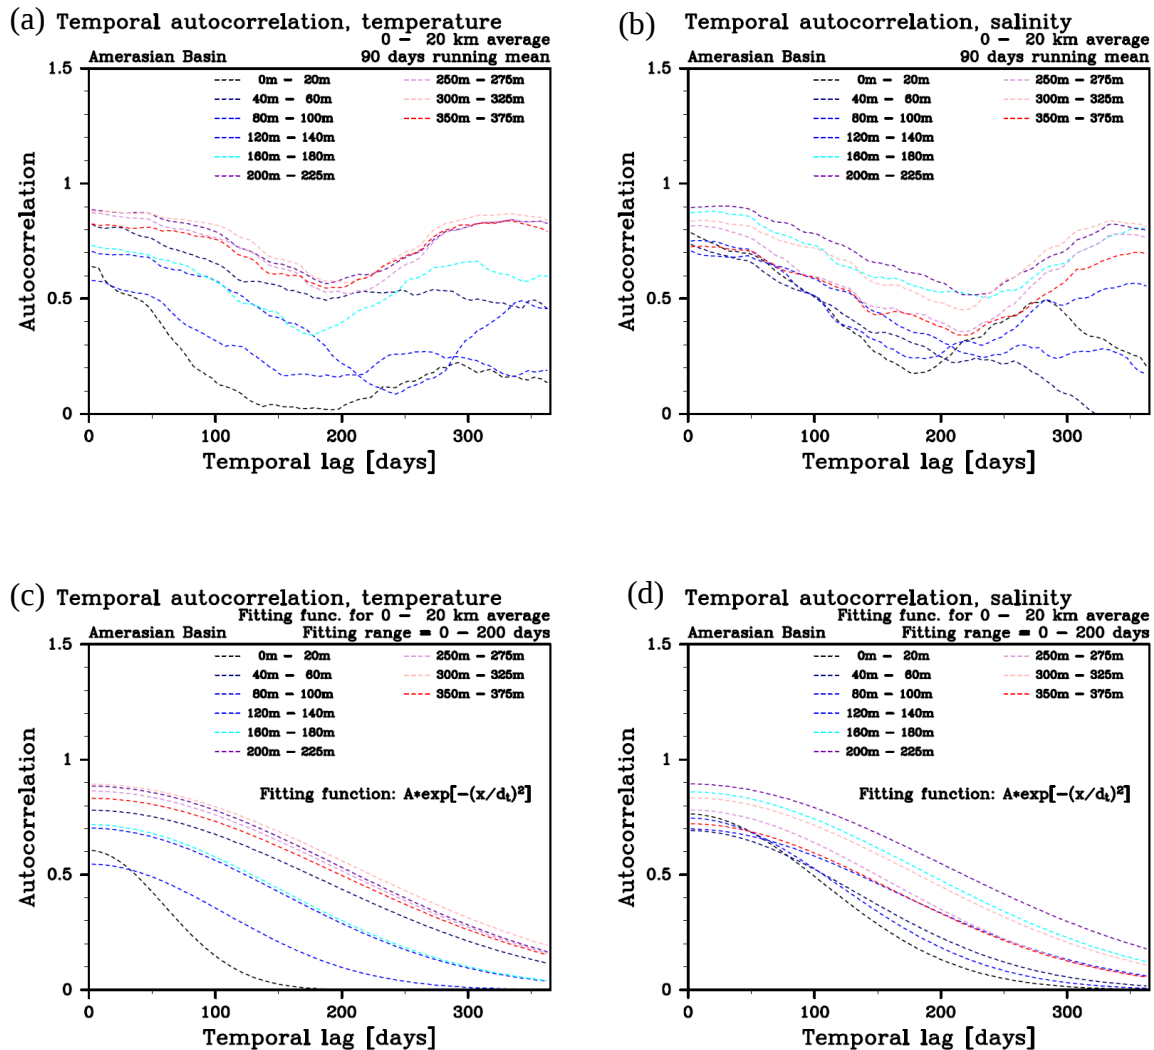 (a) Temporal autocorrelation, temperature
0 − 20 km average
Amerasian Basin 90 days running mean
1.5
0m − 20m 250m − 275m
40m − 60m 300m − 325m
80m − 100m 350m − 375m
120m − 140m
160m − 180m
200m − 225m
1
0.5
0
Autocorrelation
0 100 200 300
Temporal lag [days]
(b) Temporal autocorrelation, salinity
0 − 20 km average
Amerasian Basin 90 days running mean
1.5
0m − 20m 250m − 275m
40m − 60m 300m − 325m
80m − 100m 350m − 375m
120m − 140m
160m − 180m
200m − 225m
1
0.5
0
Autocorrelation
0 100 200 300
Temporal lag [days]
(c) Temporal autocorrelation, temperature
Fitting func. for 0 − 20 km average
Amerasian Basin Fitting range = 0 − 200 days
1.5
0m − 20m 250m − 275m
40m − 60m 300m − 325m
80m − 100m 350m − 375m
120m − 140m
160m − 180m
200m − 225m
1
Fitting function: A*exp[−(x/dₜ)²]
0.5
0
Autocorrelation
0 100 200 300
Temporal lag [days]
(d) Temporal autocorrelation, salinity
Fitting func. for 0 − 20 km average
Amerasian Basin Fitting range = 0 − 200 days
1.5
0m − 20m 250m − 275m
40m − 60m 300m − 325m
80m − 100m 350m − 375m
120m − 140m
160m − 180m
200m − 225m
1
Fitting function: A*exp[−(x/dₜ)²]
0.5
0
Autocorrelation
0 100 200 300
Temporal lag [days]